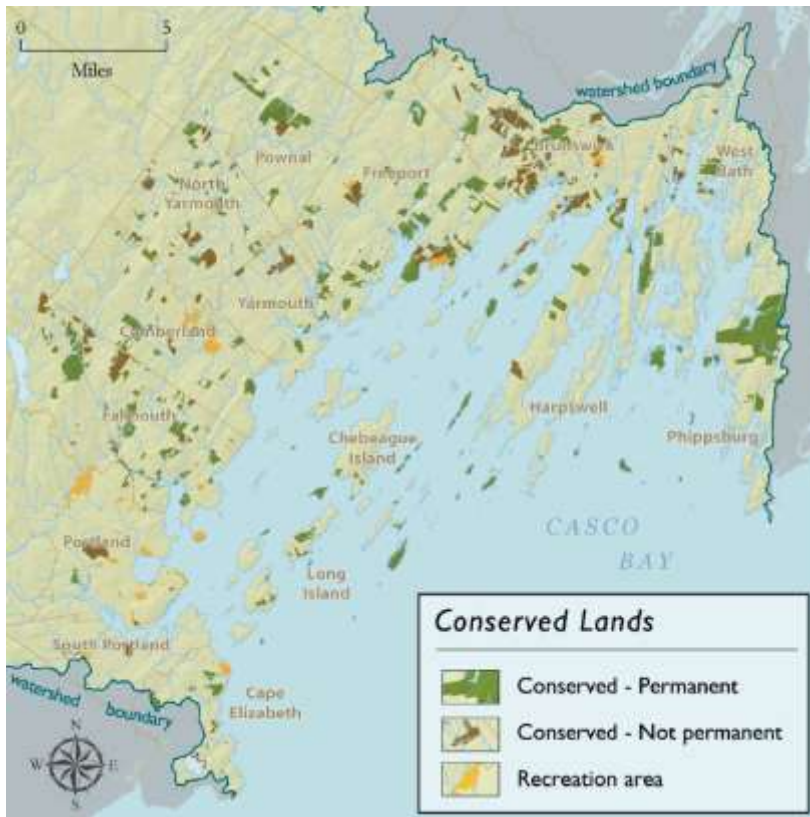 0 5
Miles
watershed boundary
Brunswick
West
Bath
Pownal
Freeport
North
Yarmouth
Yarmouth
Cumberland
Harpswell
Falmouth
Chebeague
Island
Phippsburg
CASCO
BAY
Portland
Long
Island
South Portland
watershed boundary
Cape
Elizabeth
N
W E
S
Conserved Lands
Conserved - Permanent
Conserved - Not permanent
Recreation area